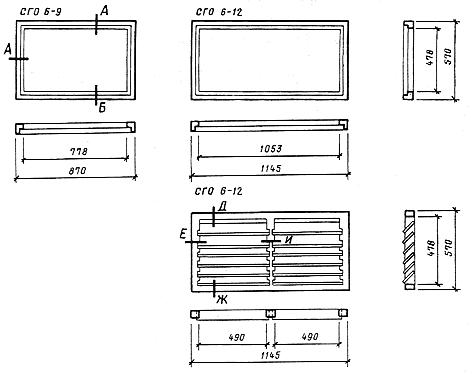 СГО 6-9
А
А
Б
778
870
СГО 6-12
1053
1145
478
570
СГО 6-12
Д
Е
И
Ж
490
490
1145
478
570